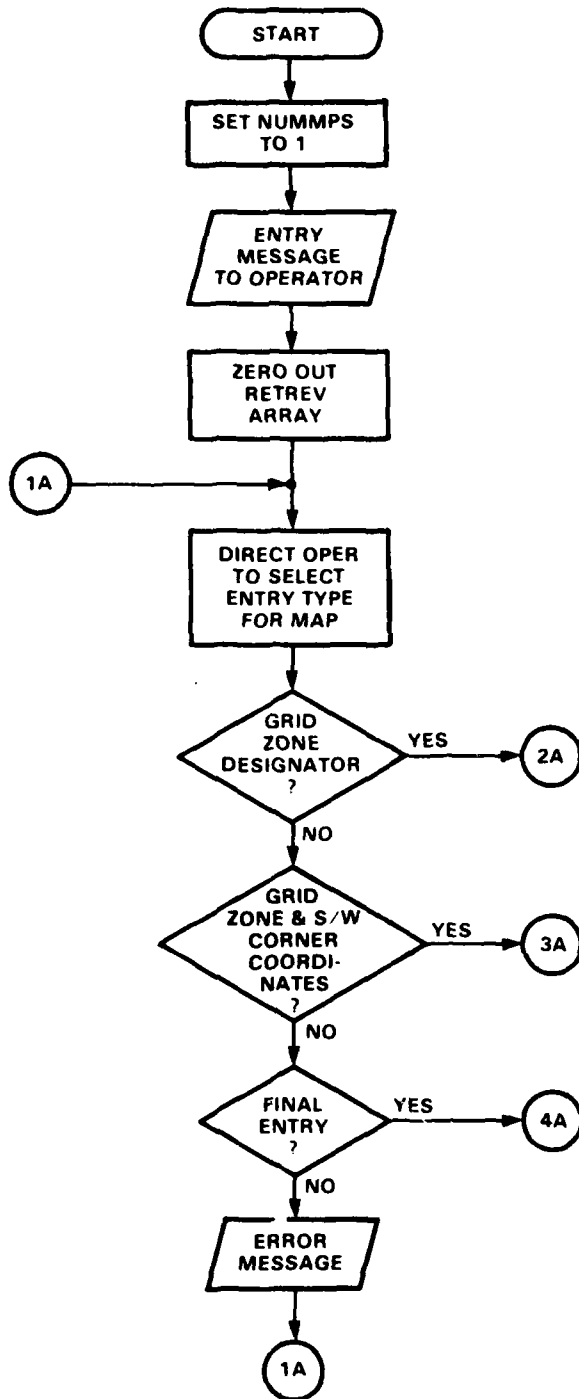 START
SET NUMMPS
TO 1
ENTRY
MESSAGE
TO OPERATOR
ZERO OUT
RETREV
ARRAY
1A
DIRECT OPER
TO SELECT
ENTRY TYPE
FOR MAP
GRID
ZONE
DESIGNATOR
?
YES
2A
NO
GRID
ZONE & S/W
CORNER
COORDI-
NATES
?
YES
3A
NO
FINAL
ENTRY
?
YES
4A
NO
ERROR
MESSAGE
1A